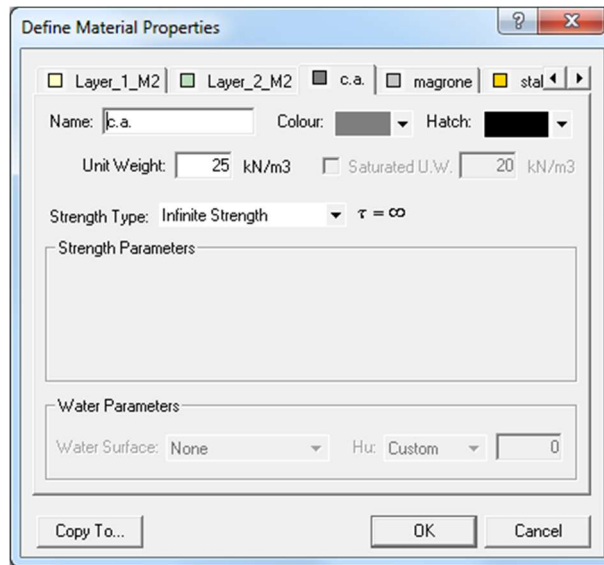 Define Material Properties
Layer_1_M2 Layer_2_M2 c.a. magrone stal
Name: c.a. Colour: Hatch:
Unit Weight: 25 kN/m3 Saturated U.W. 20 kN/m3
Strength Type: Infinite Strength τ = ∞
Strength Parameters
Water Parameters
Water Surface: None Hu: Custom 0
Copy To... OK Cancel